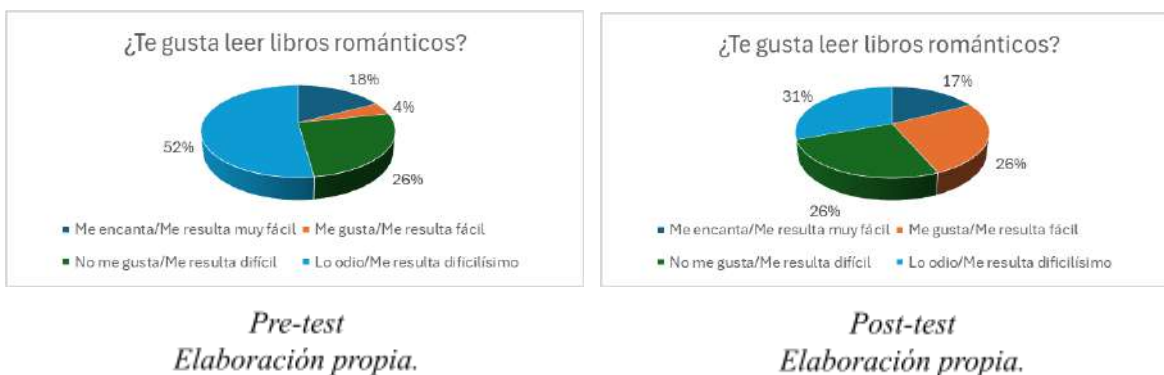 ¿Te gusta leer libros románticos?
18%
4%
52%
26%
Me encanta/Me resulta muy fácil Me gusta/Me resulta fácil
No me gusta/Me resulta difícil Lo odio/Me resulta dificilísimo
Pre-test
Elaboración propia.
¿Te gusta leer libros románticos?
17%
31%
26%
26%
Me encanta/Me resulta muy fácil Me gusta/Me resulta fácil
No me gusta/Me resulta difícil Lo odio/Me resulta dificilísimo
Post-test
Elaboración propia.